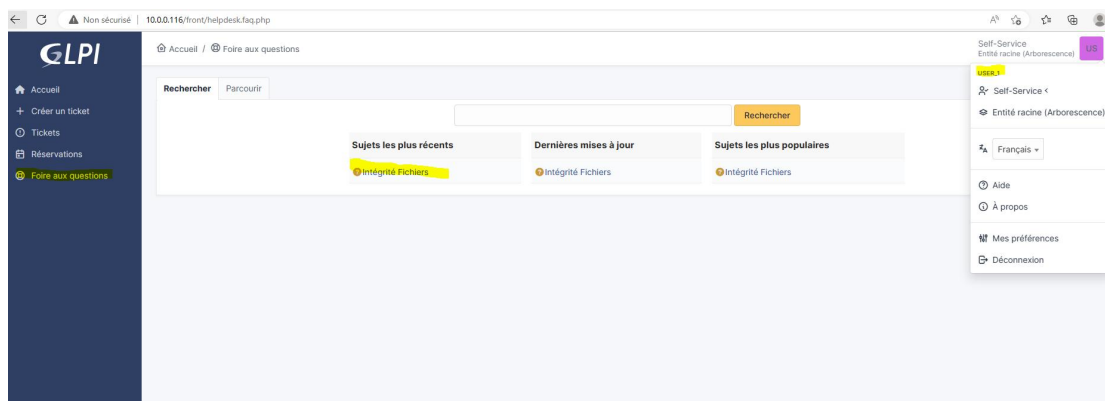 Non sécurisé | 10.0.0.116/front/helpdesk.faq.php
GLPI
Accueil / Foire aux questions
Self-Service
Entité racine (Arborescence)
US
Accueil
Créer un ticket
Tickets
Réservations
Foire aux questions
Rechercher Parcourir
Rechercher
Sujets les plus récents Dernières mises à jour Sujets les plus populaires
Intégrité Fichiers Intégrité Fichiers Intégrité Fichiers
USER_1
Self-Service <
Entité racine (Arborescence)
Français
Aide
À propos
Mes préférences
Déconnexion